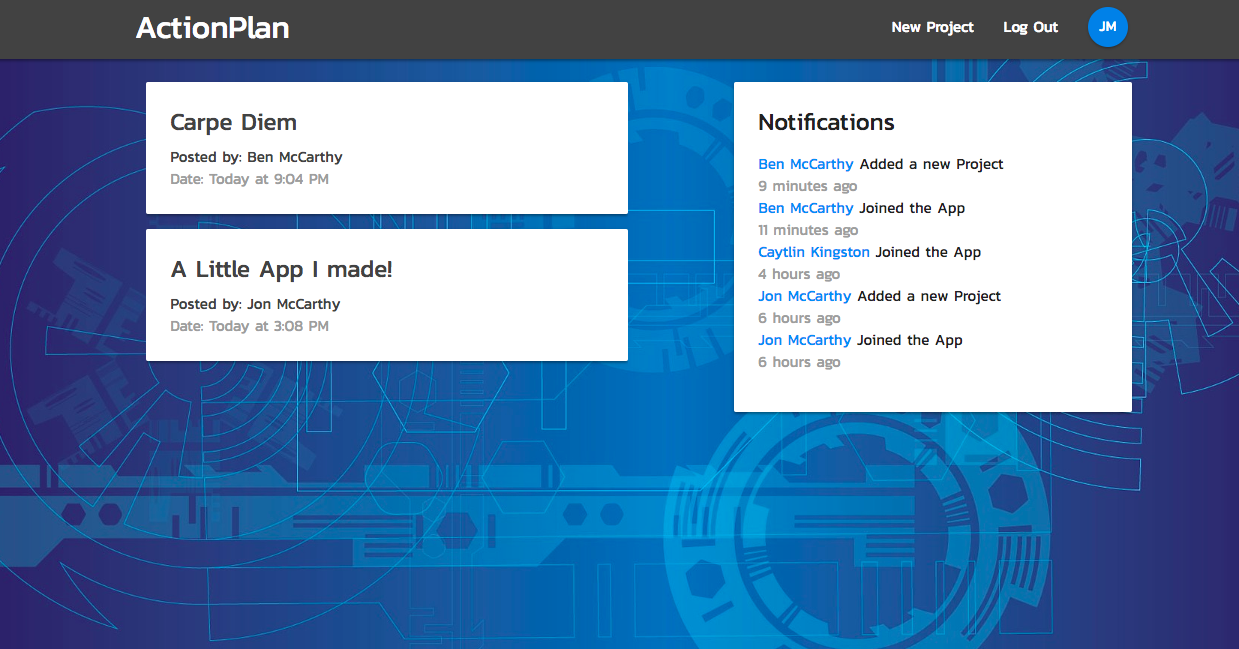 ActionPlan
New Project
Log Out
JM
Carpe Diem
Posted by: Ben McCarthy
Date: Today at 9:04 PM
A Little App I made!
Posted by: Jon McCarthy
Date: Today at 3:08 PM
Notifications
Ben McCarthy Added a new Project
9 minutes ago
Ben McCarthy Joined the App
11 minutes ago
Caytlin Kingston Joined the App
4 hours ago
Jon McCarthy Added a new Project
6 hours ago
Jon McCarthy Joined the App
6 hours ago